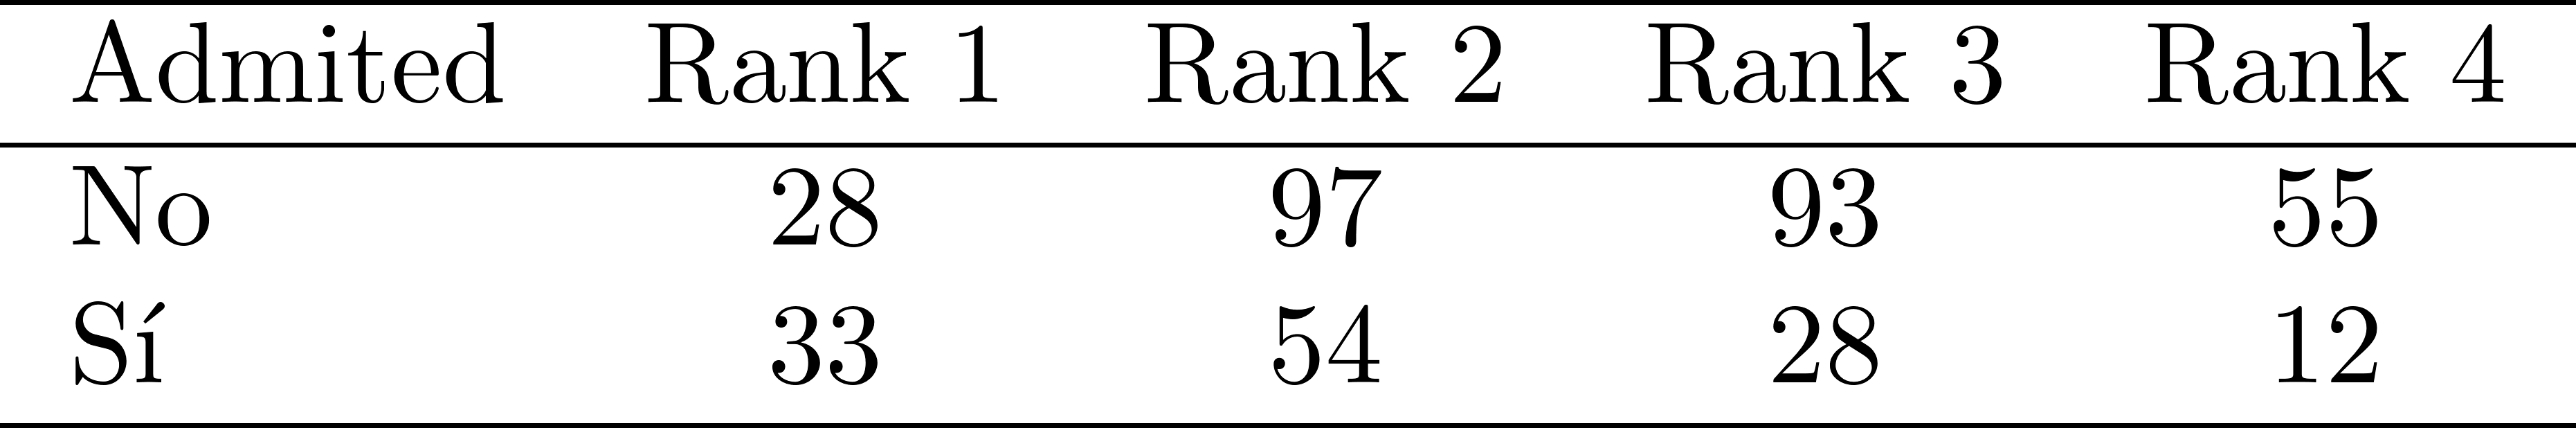 Admited Rank 1 Rank 2 Rank 3 Rank 4
No 28 97 93 55
Sí 33 54 28 12